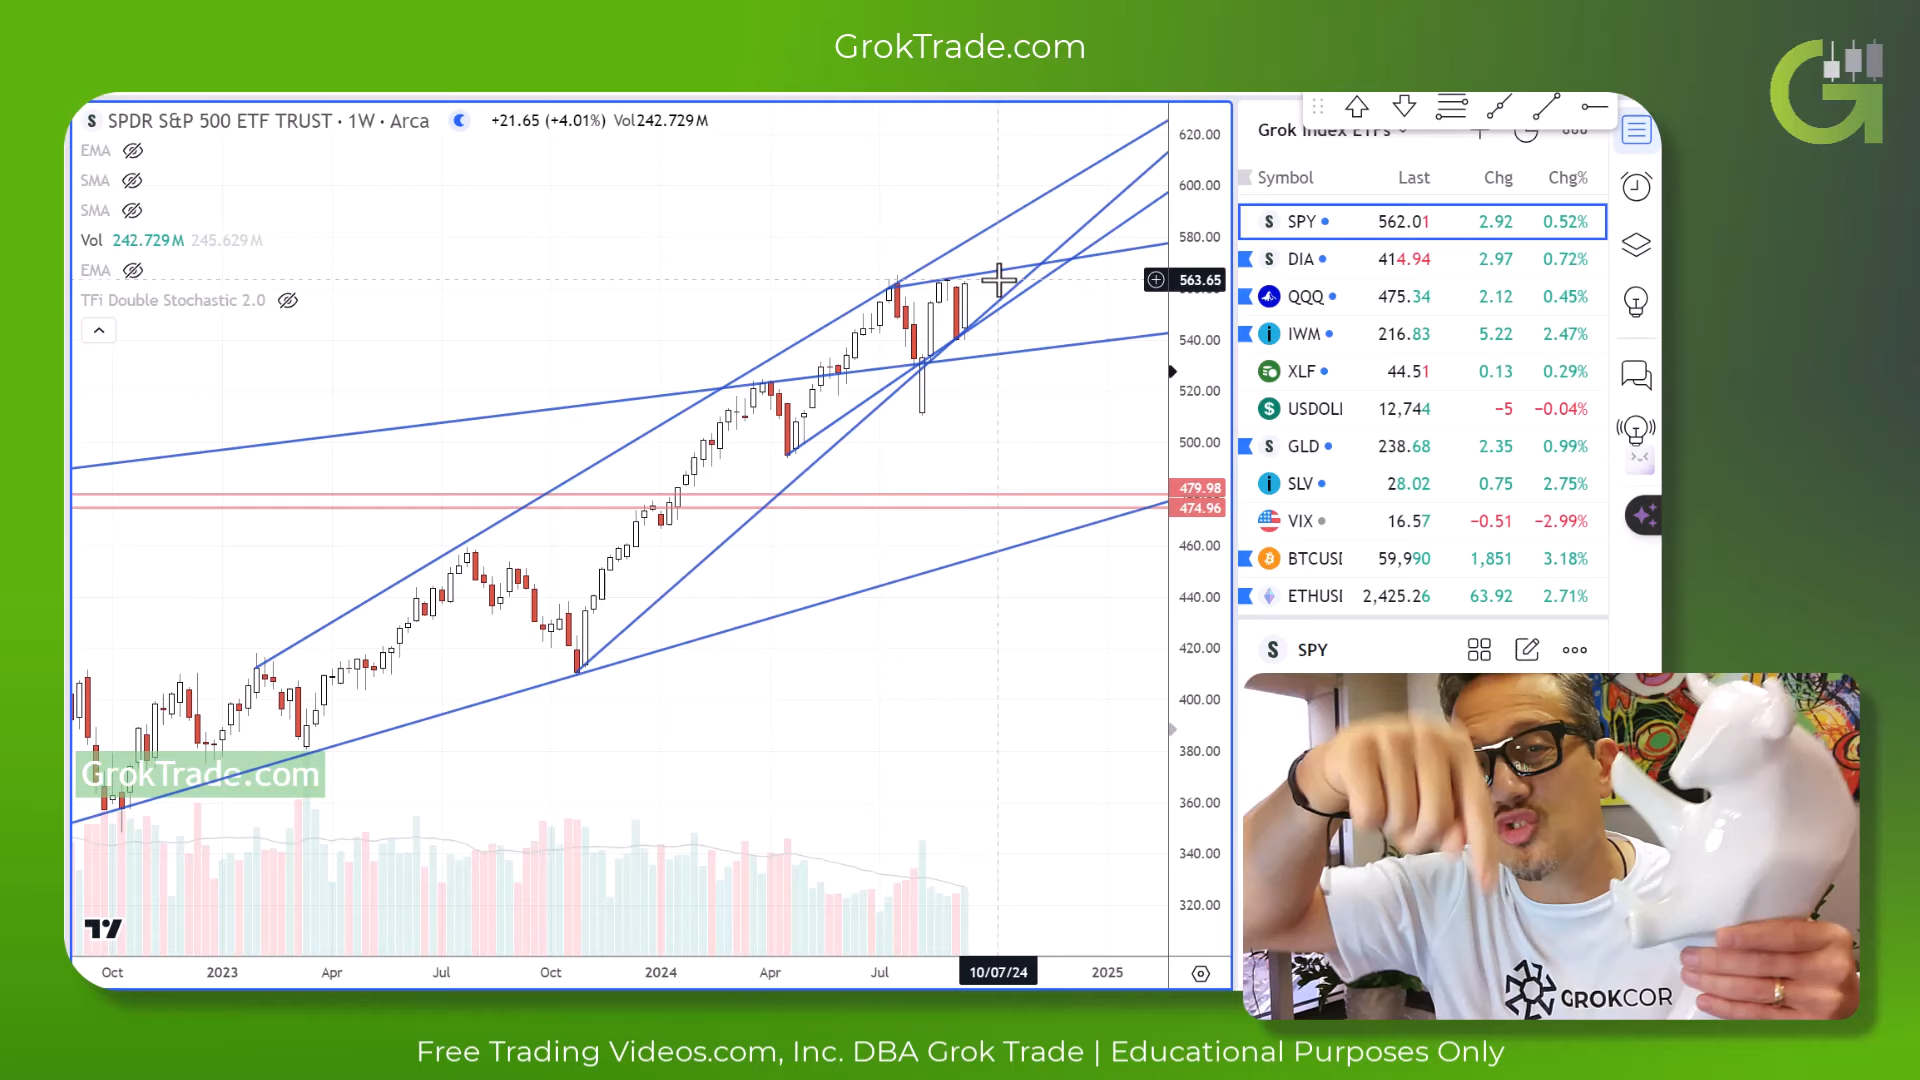 GrokTrade.com
SPDR S&P 500 ETF TRUST · 1W · Arca +21.65 (+4.01%) Vol242.729M
EMA
SMA
SMA
Vol 242.729M 245.629M
EMA
TFi Double Stochastic 2.0
620.00
600.00
580.00
563.65
540.00
520.00
500.00
479.98
474.96
460.00
440.00
420.00
400.00
380.00
360.00
340.00
320.00
GrokTrade.com
Oct 2023 Apr Jul Oct 2024 Apr Jul 10/07/24 2025
Grok Index ETFs
Symbol Last Chg Chg%
SPY 562.01 2.92 0.52%
DIA 414.94 2.97 0.72%
QQQ 475.34 2.12 0.45%
IWM 216.83 5.22 2.47%
XLF 44.51 0.13 0.29%
USDOLI 12,744 −5 −0.04%
GLD 238.68 2.35 0.99%
SLV 28.02 0.75 2.75%
VIX 16.57 −0.51 −2.99%
BTCUSI 59,990 1,851 3.18%
ETHUSI 2,425.26 63.92 2.71%
S SPY
GROKCOR
Free Trading Videos.com, Inc. DBA Grok Trade | Educational Purposes Only